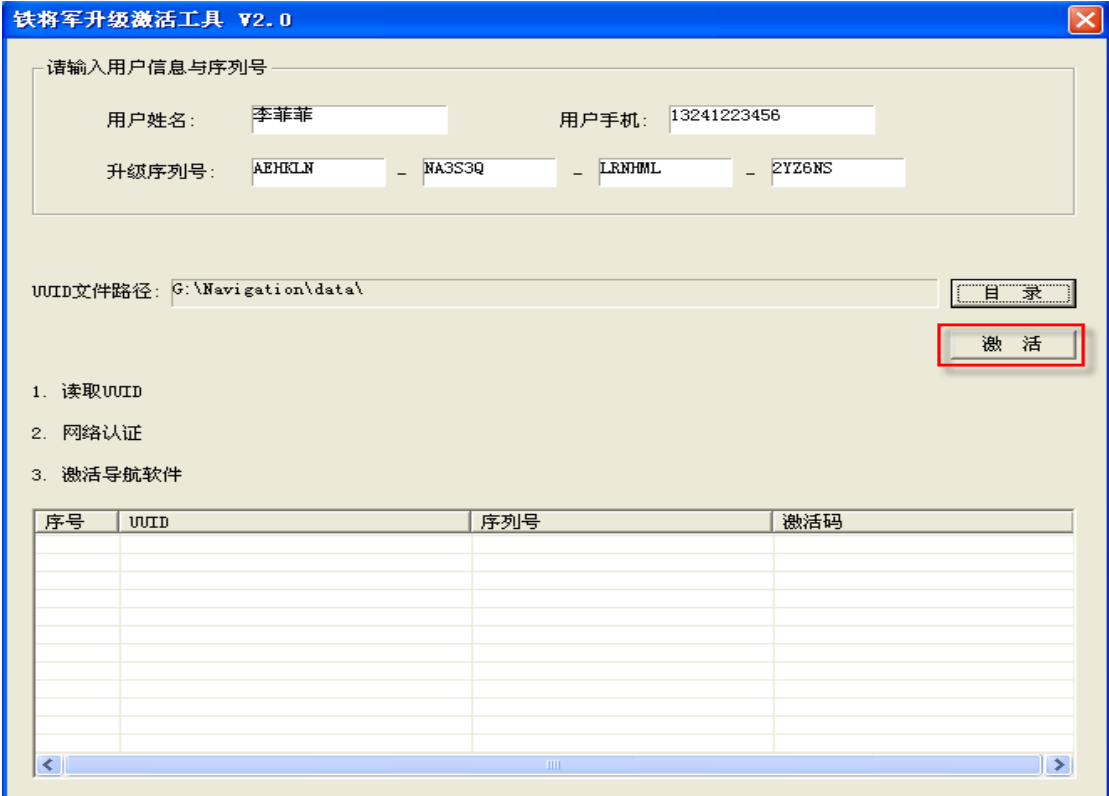 铁将军升级激活工具 V2.0
请输入用户信息与序列号
用户姓名: 李菲菲 用户手机: 13241223456
升级序列号: AEHKLN - NA3S3Q - LRNHML - 2YZ6NS
UUID文件路径: G:\Navigation\data\ 目 录
激 活
1. 读取UUID
2. 网络认证
3. 激活导航软件
序号 UUID 序列号 激活码